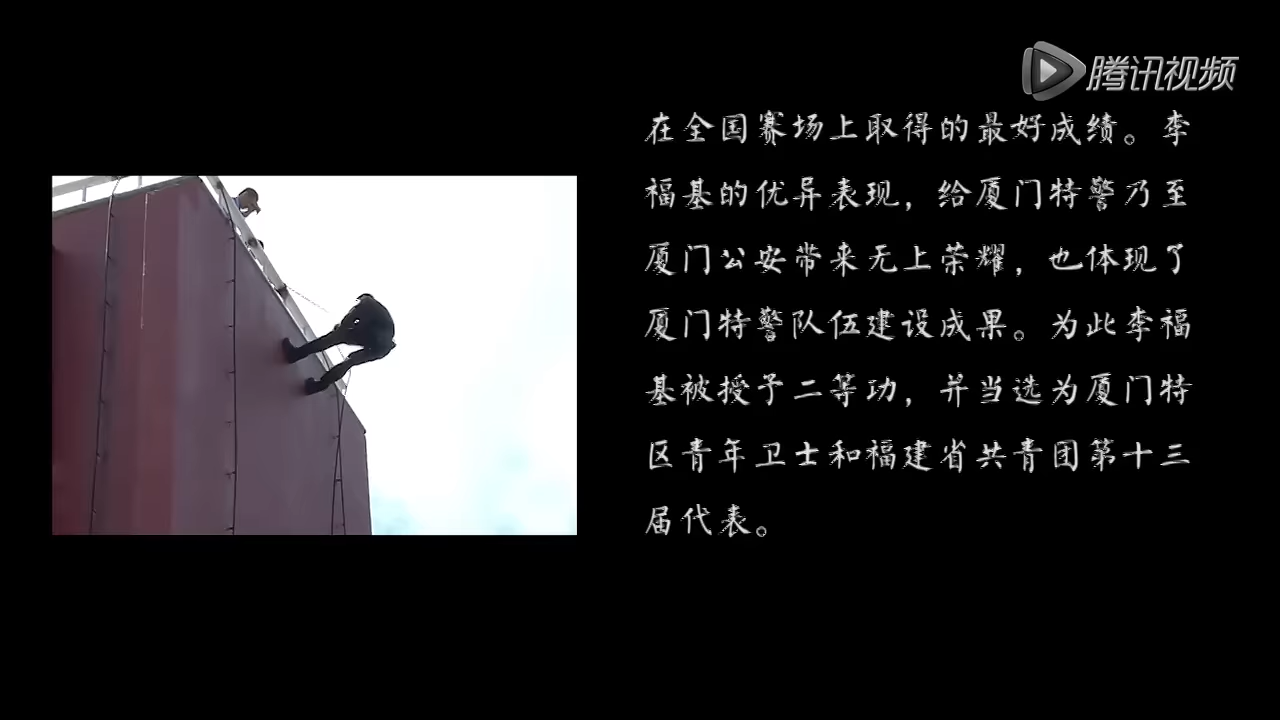 腾讯视频
在全国赛场上取得的最好成绩。李
福基的优异表现，给厦门特警乃至
厦门公安带来无上荣耀，也体现了
厦门特警队伍建设成果。为此李福
基被授予二等功，并当选为厦门特
区青年卫士和福建省共青团第十三
届代表。